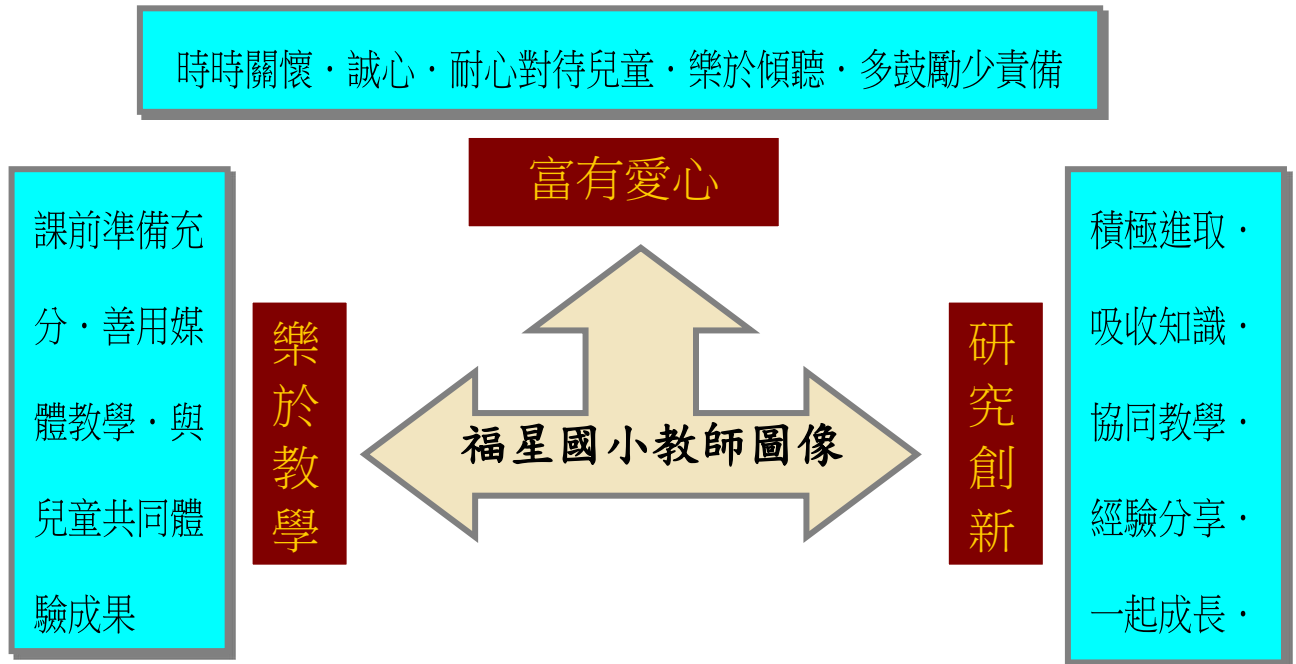 時時關懷．誠心．耐心對待兒童．樂於傾聽．多鼓勵少責備
富有愛心
課前準備充
分．善用媒
體教學．與
兒童共同體
驗成果
樂於教學
福星國小教師圖像
研究創新
積極進取．
吸收知識．
協同教學．
經驗分享．
一起成長．